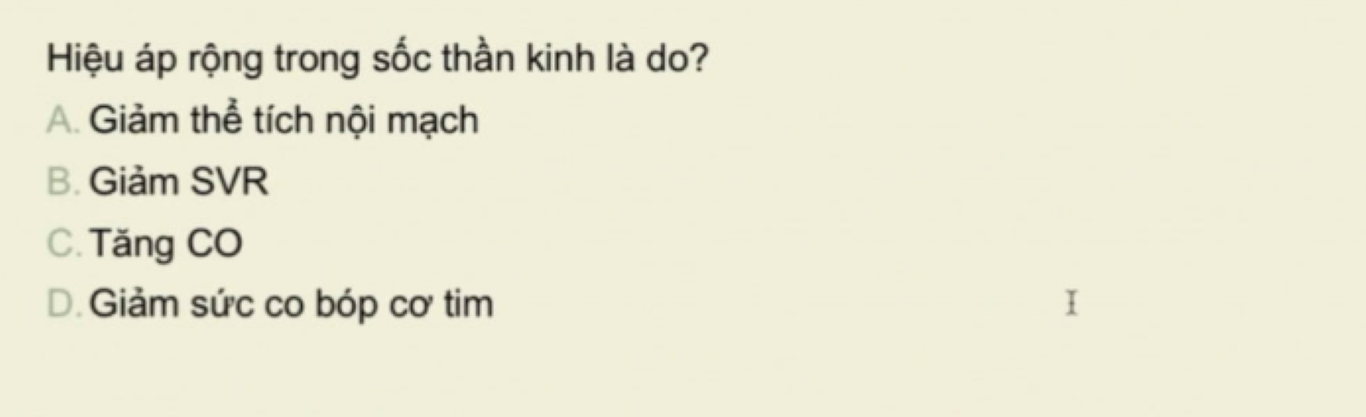 Hiệu áp rộng trong sốc thần kinh là do?
A. Giảm thể tích nội mạch
B. Giảm SVR
C. Tăng CO
D. Giảm sức co bóp cơ tim